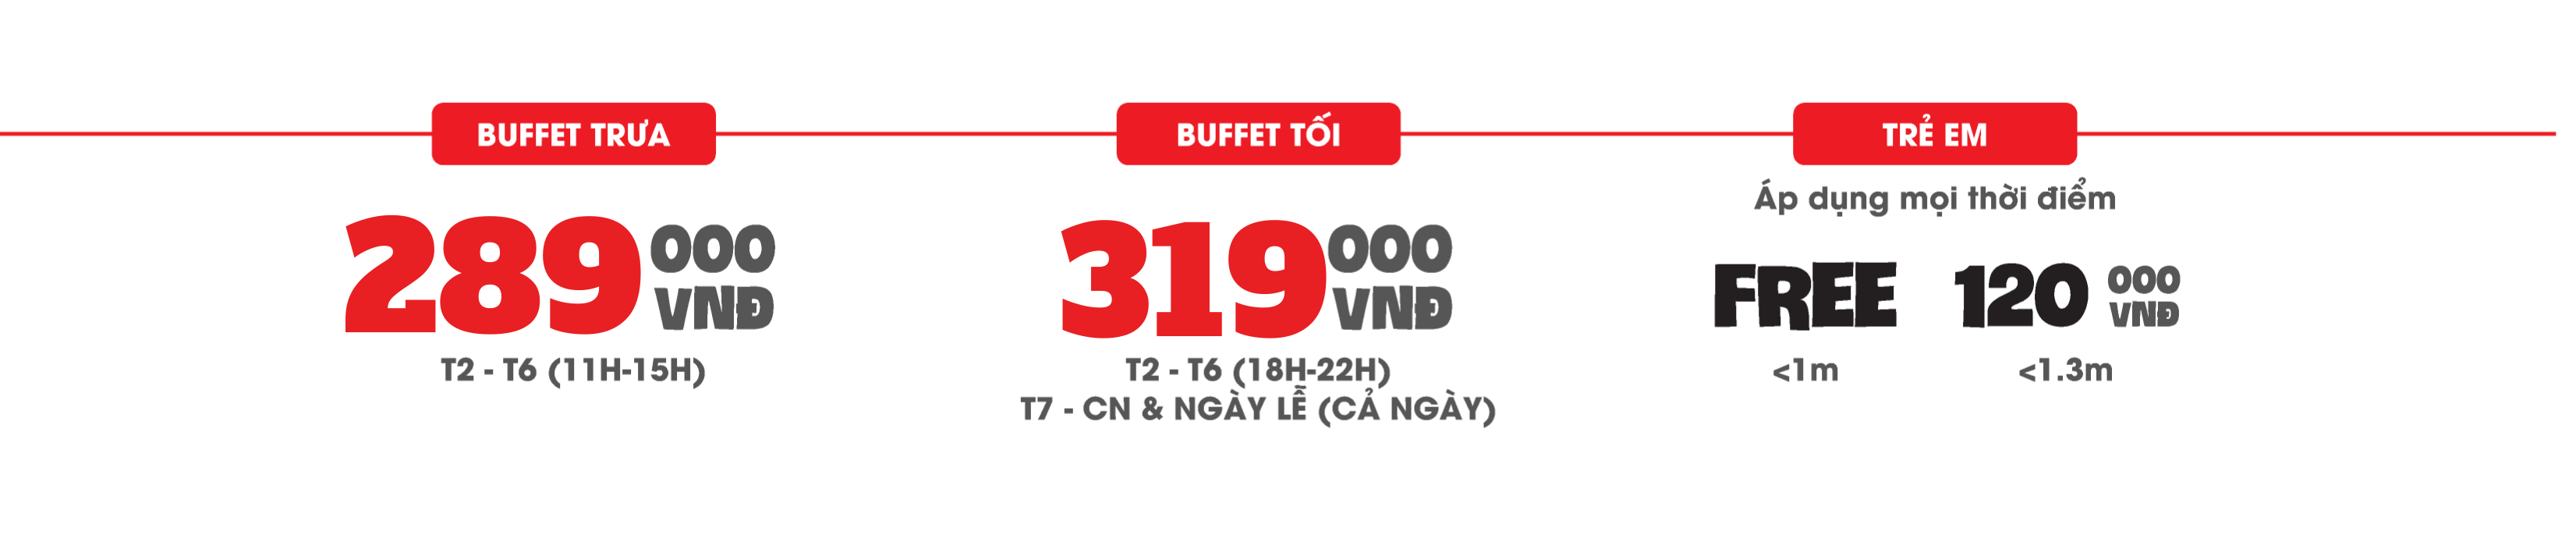 BUFFET TRƯA
289 000 VNĐ
T2 - T6 (11H-15H)
BUFFET TỐI
319 000 VNĐ
T2 - T6 (18H-22H)
T7 - CN & NGÀY LỄ (CẢ NGÀY)
TRẺ EM
Áp dụng mọi thời điểm
FREE
<1m
120 000 VNĐ
<1.3m